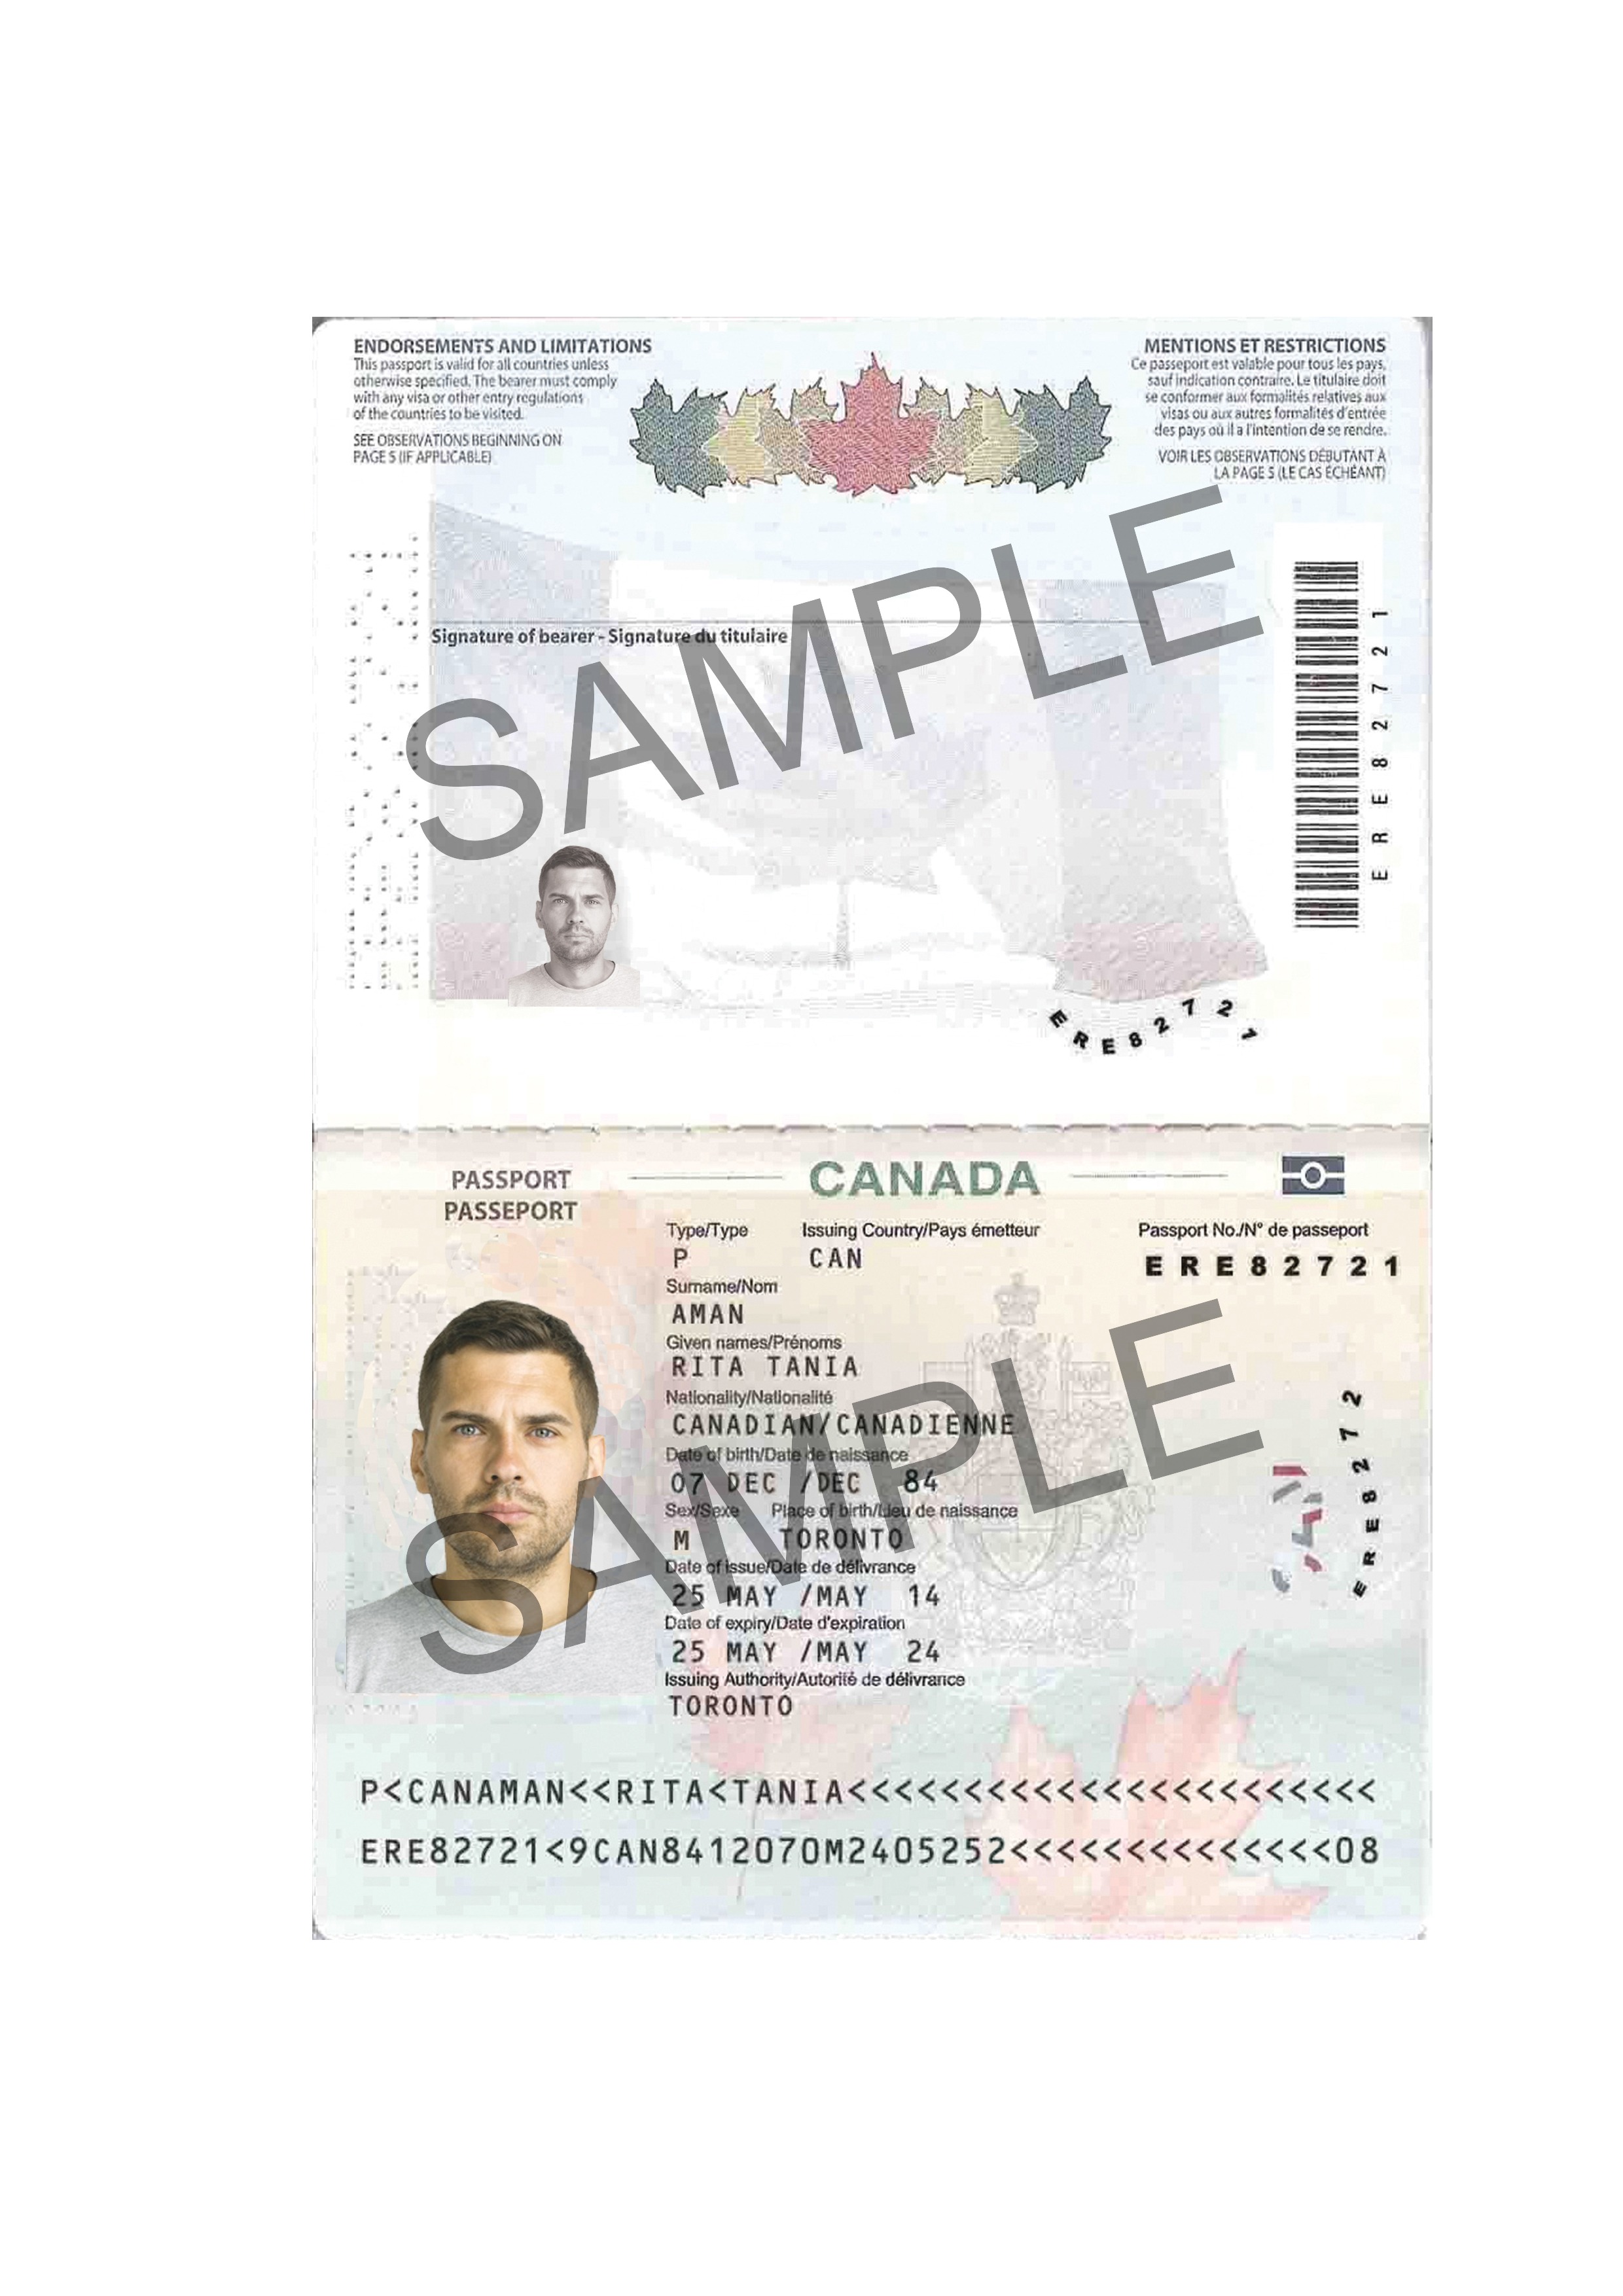 ENDORSEMENTS AND LIMITATIONS
This passport is valid for all countries unless
otherwise specified. The bearer must comply
with any visa or other entry regulations
of the countries to be visited.
SEE OBSERVATIONS BEGINNING ON
PAGE 5 (IF APPLICABLE)
MENTIONS ET RESTRICTIONS
Ce passeport est valable pour tous les pays,
sauf indication contraire. Le titulaire doit
se conformer aux formalités relatives aux
visas ou aux autres formalités d'entrée
des pays où il a l'intention de se rendre.
VOIR LES OBSERVATIONS DÉBUTANT À
LA PAGE 5 (LE CAS ÉCHÉANT)
SAMPLE
Signature of bearer - Signature du titulaire
ERE82721
ERE82721
PASSPORT
PASSEPORT
CANADA
Type/Type Issuing Country/Pays émetteur Passport No./N° de passeport
P CAN ERE82721
Surname/Nom
AMAN
Given names/Prénoms
RITA TANIA
Nationality/Nationalité
CANADIAN/CANADIENNE
Date of birth/Date de naissance
07 DEC /DEC 84
Sex/Sexe Place of birth/Lieu de naissance
M TORONTO
Date of issue/Date de délivrance
25 MAY /MAY 14
Date of expiry/Date d'expiration
25 MAY /MAY 24
Issuing Authority/Autorité de délivrance
TORONTO
SAMPLE
ERE8272
P<CANAMAN<<RITA<TANIA<<<<<<<<<<<<<<<<<<<<<<<
ERE82721<9CAN8412070M2405252<<<<<<<<<<<<<<08